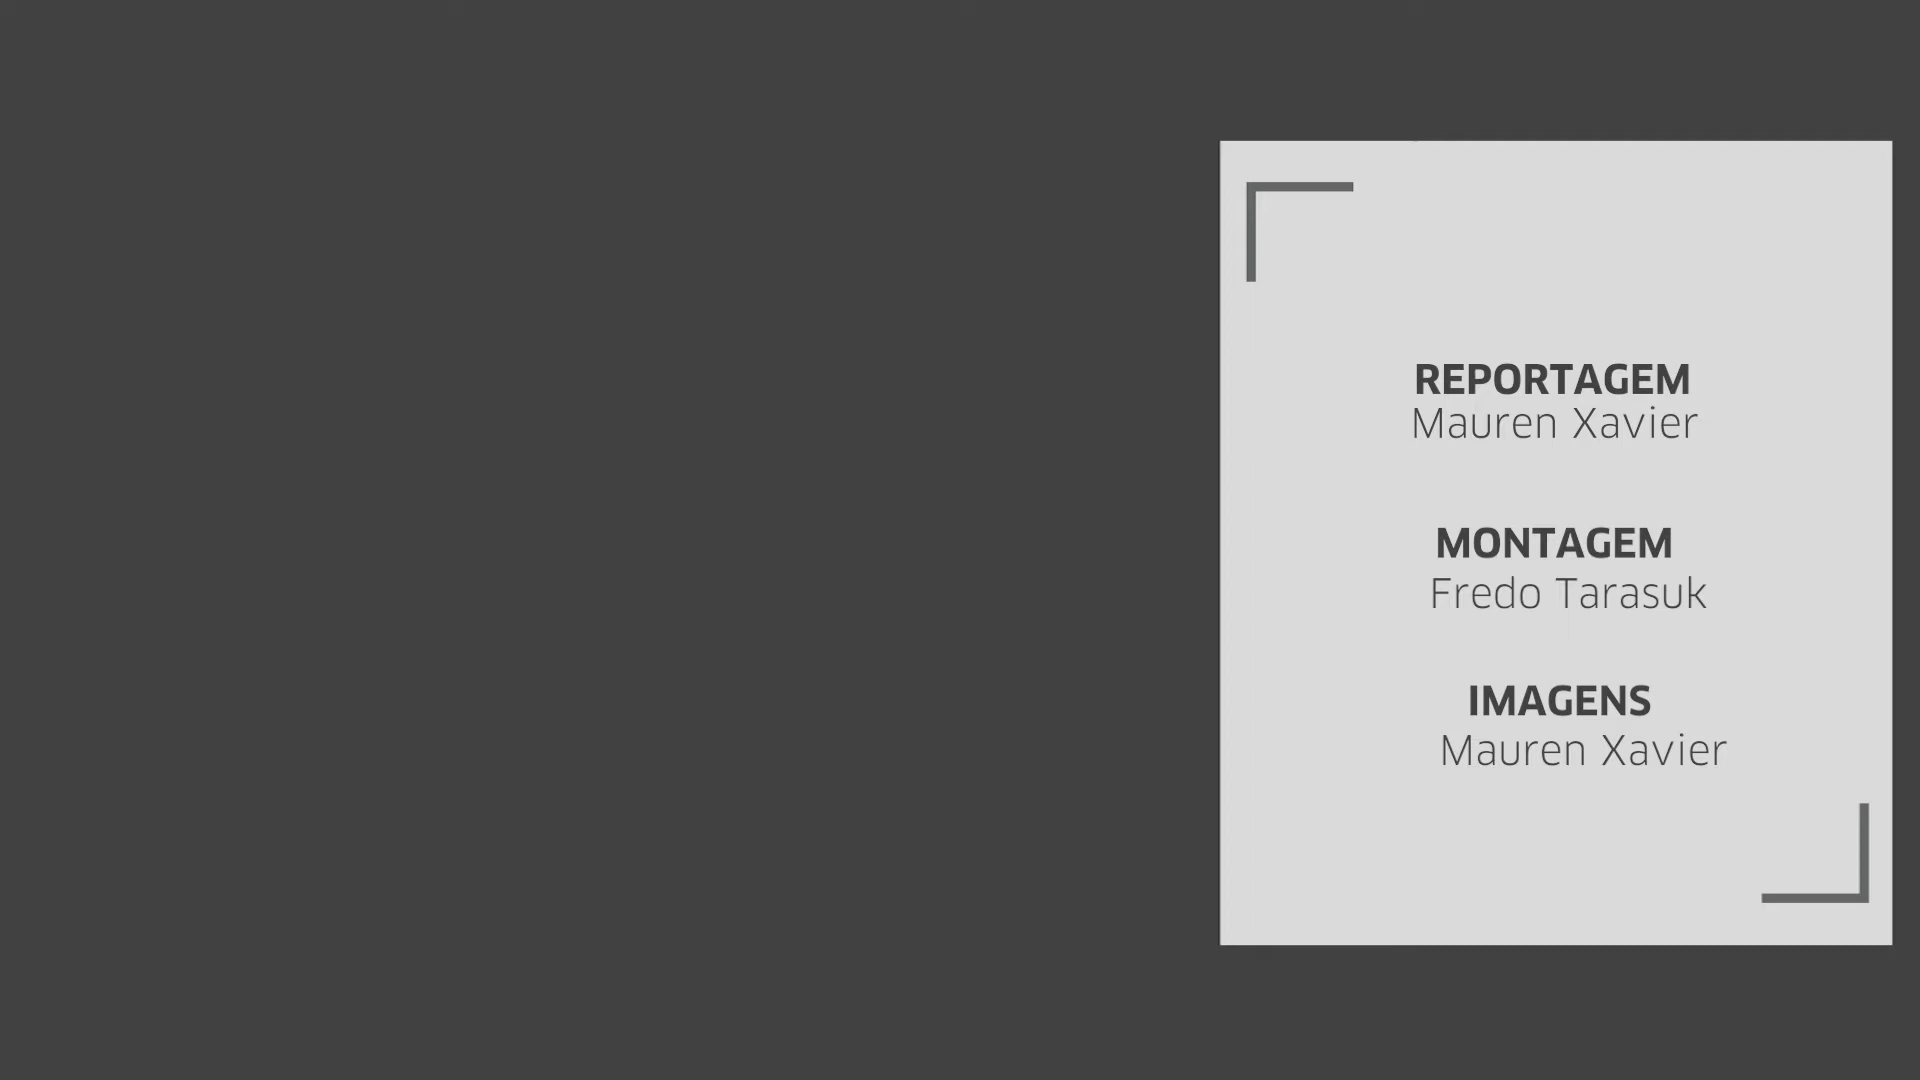 REPORTAGEM
Mauren Xavier
MONTAGEM
Fredo Tarasuk
IMAGENS
Mauren Xavier